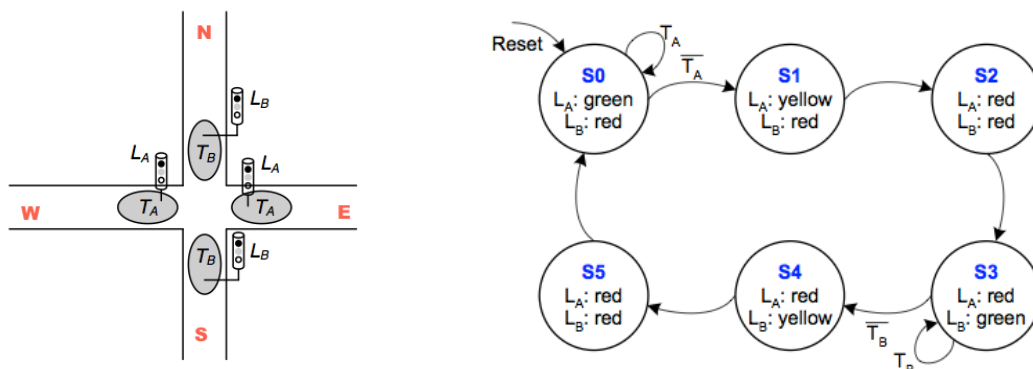 N
L_B
T_B
L_A
L_A
W
T_A
T_A
E
T_B
L_B
S
Reset
T_A
T̅_A̅
S0
L_A: green
L_B: red
S1
L_A: yellow
L_B: red
S2
L_A: red
L_B: red
S5
L_A: red
L_B: red
S4
L_A: red
L_B: yellow
S3
L_A: red
L_B: green
T̅_B̅
T_B